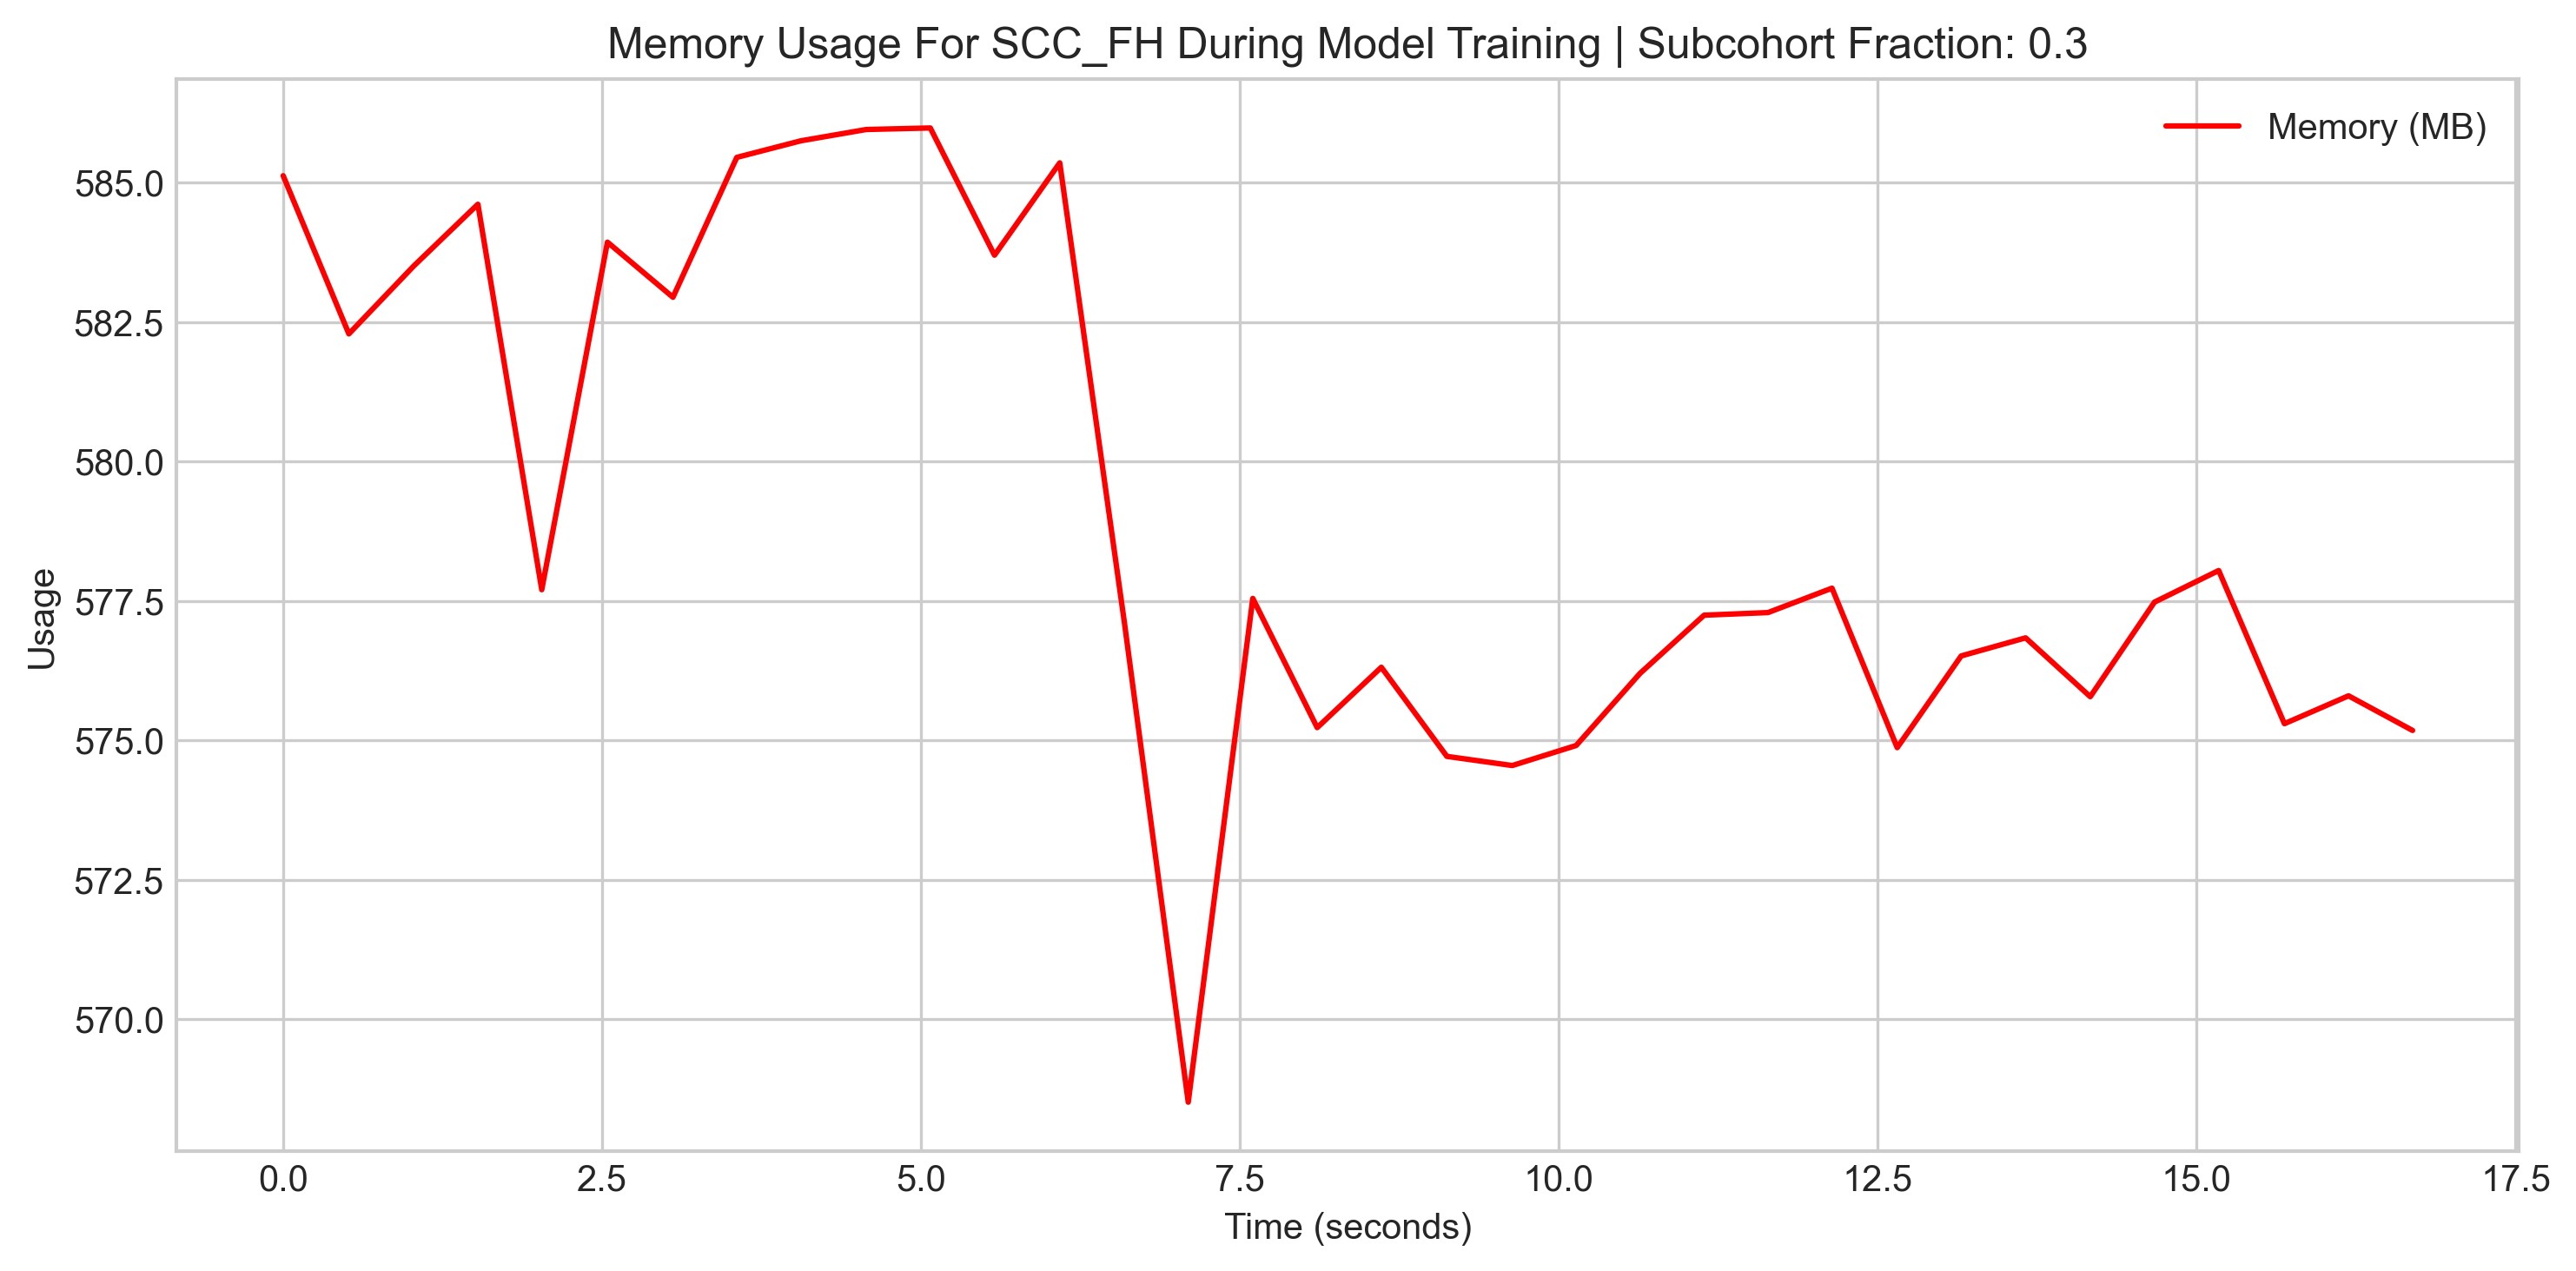 Memory Usage For SCC_FH During Model Training | Subcohort Fraction: 0.3
Memory (MB)
585.0
582.5
580.0
577.5
575.0
572.5
570.0
Usage
0.0 2.5 5.0 7.5 10.0 12.5 15.0 17.5
Time (seconds)